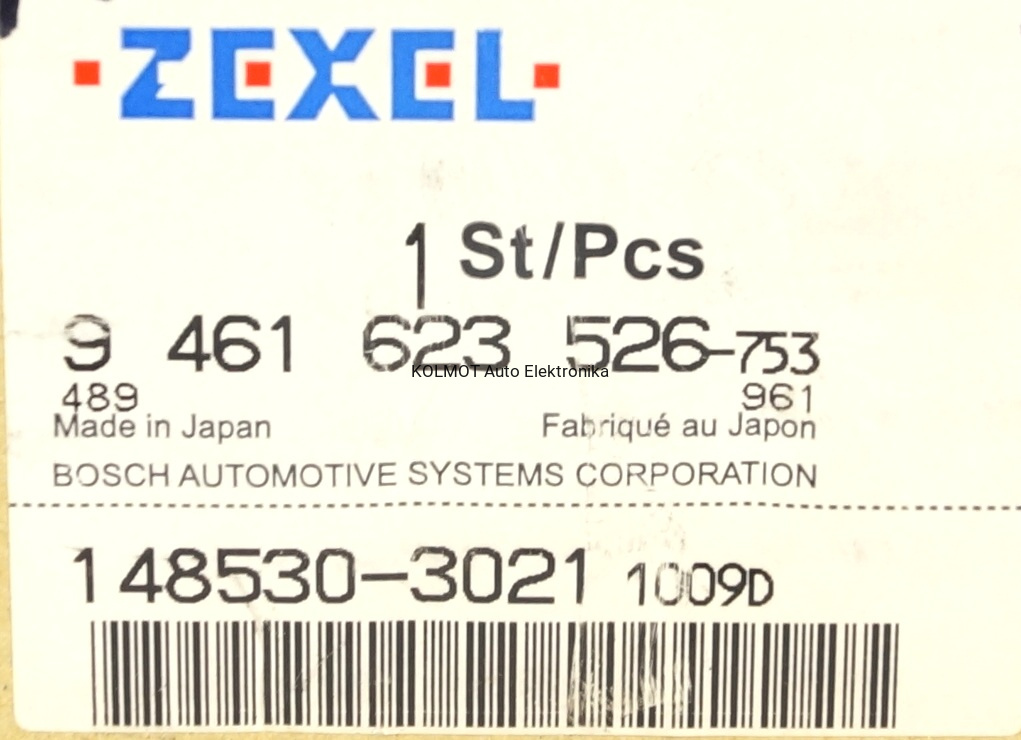 ZEXEL
1 St/Pcs
9 461 623 526-753
KOLMOT Auto Elektronika
489 961
Made in Japan Fabriqué au Japon
BOSCH AUTOMOTIVE SYSTEMS CORPORATION
148530-3021 1009D